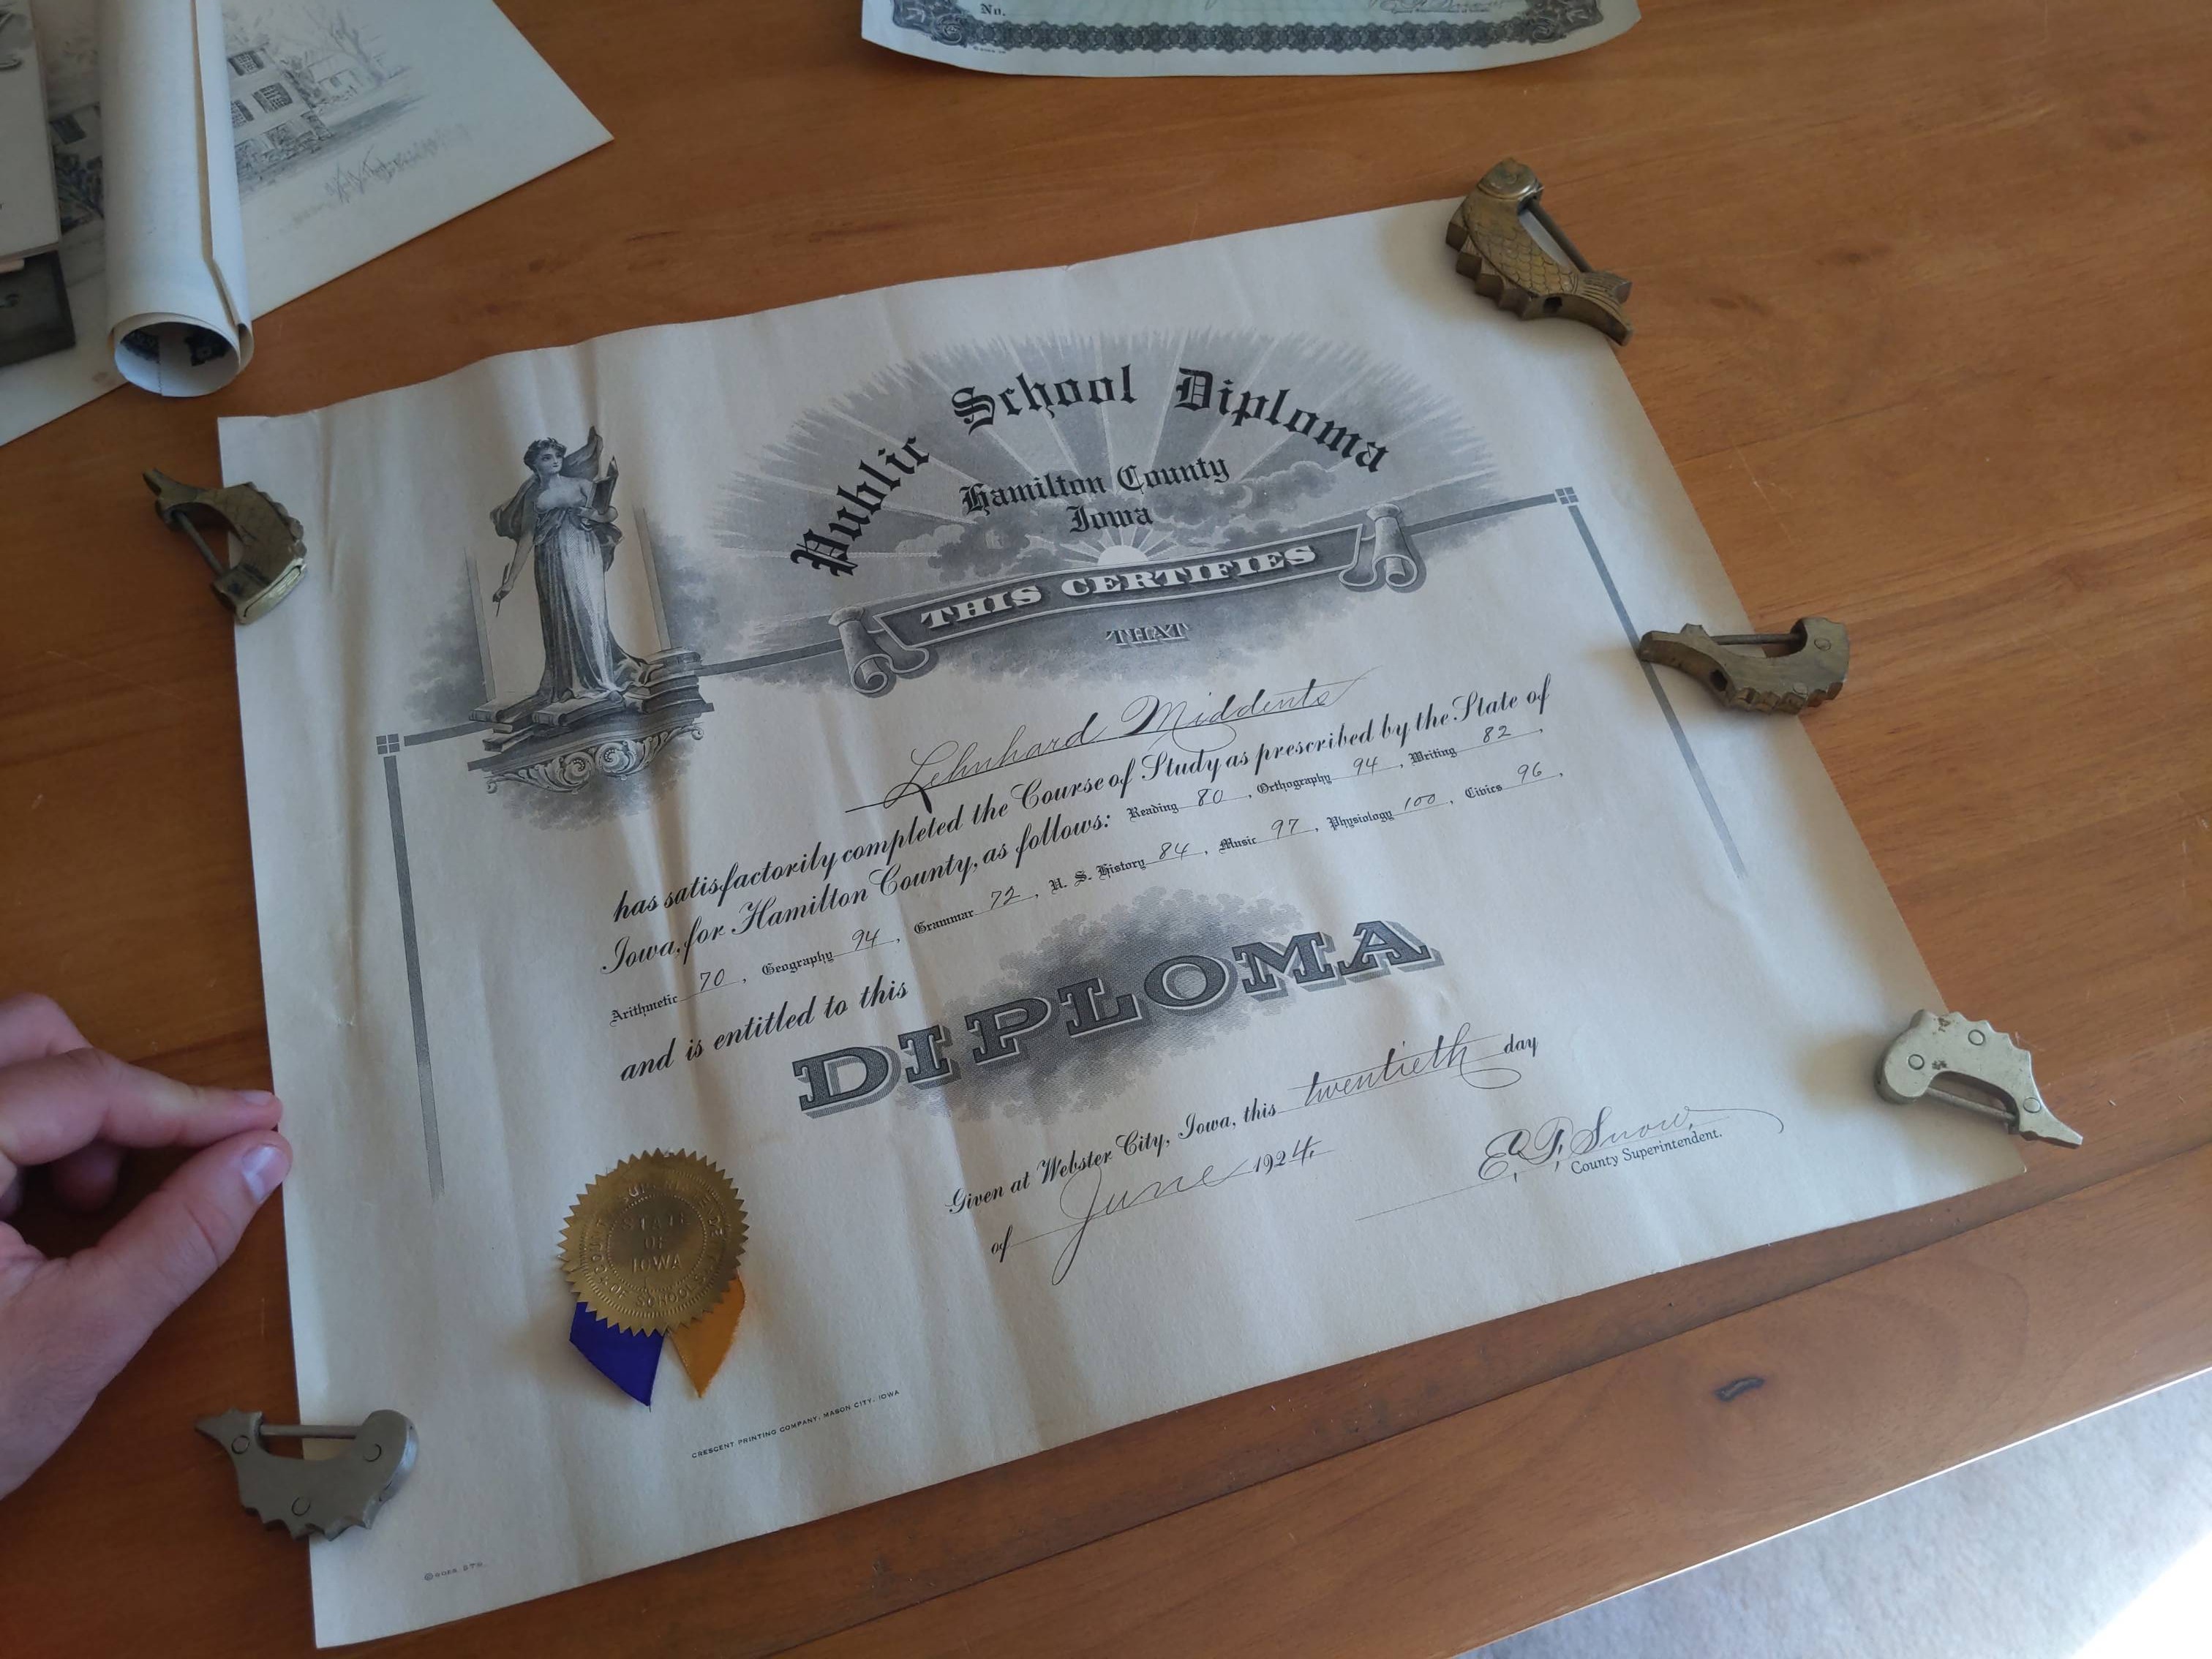 No.
Public School Diploma
Hamilton County
Iowa
THIS CERTIFIES
THAT
Lehnhard Middents
has satisfactorily completed the Course of Study as prescribed by the State of
Iowa, for Hamilton County, as follows: Reading 80, Orthography 94, Writing 82,
Arithmetic 70, Geography 94, Grammar 72, U. S. History 84, Music 97, Physiology 100, Civics 96,
and is entitled to this
DIPLOMA
Given at Webster City, Iowa, this twentieth day
of June 1924.
E. F. Snow,
County Superintendent.
STATE
OF
IOWA
CRESCENT PRINTING COMPANY, MASON CITY, IOWA